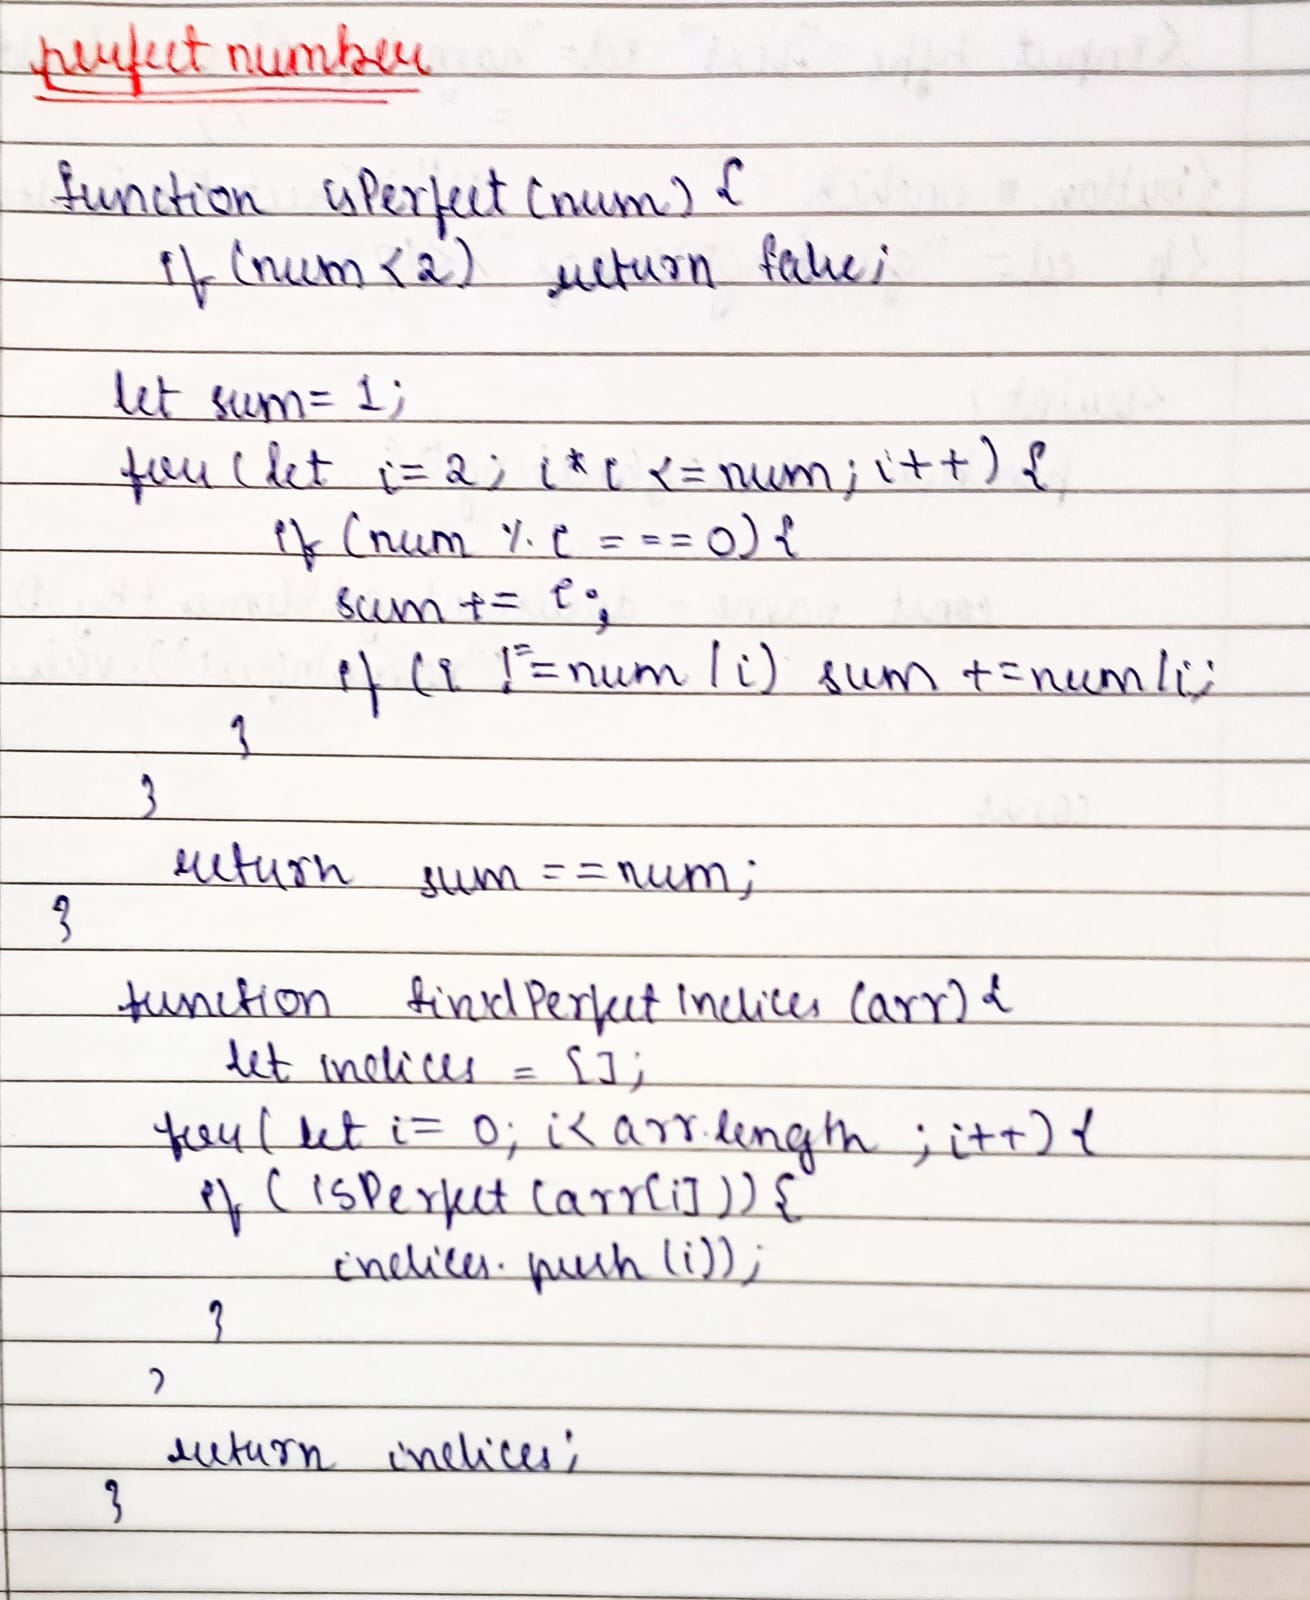 perfect number
function isPerfect (num) {
if (num < 2) return false;
let sum = 1;
for (let i = 2; i * i <= num; i++) {
if (num % i === 0) {
sum += i;
if (i !== num / i) sum += num / i;
}
}
return sum == num;
}
function findPerfect Indices (arr) {
let indices = [];
for ( let i = 0; i < arr.length ; i++) {
if ( isPerfect (arr[i])) {
indices. push (i));
}
}
return indices;
}